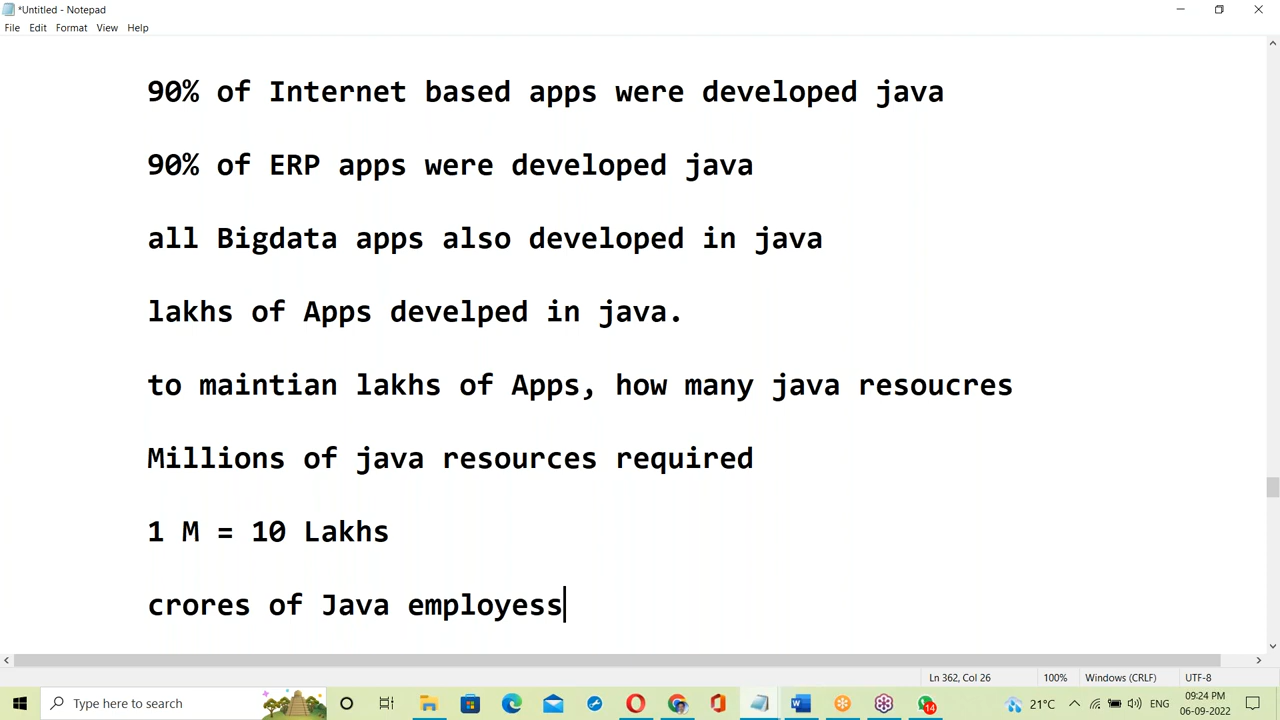 *Untitled - Notepad
File Edit Format View Help
90% of Internet based apps were developed java
90% of ERP apps were developed java
all Bigdata apps also developed in java
lakhs of Apps develped in java.
to maintian lakhs of Apps, how many java resoucres
Millions of java resources required
1 M = 10 Lakhs
crores of Java employess
Ln 362, Col 26 100% Windows (CRLF) UTF-8
Type here to search 14 21°C ENG 09:24 PM
06-09-2022